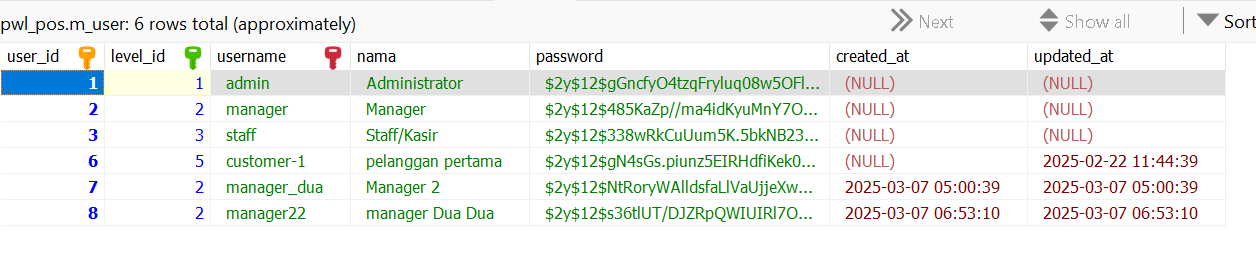 pwl_pos.m_user: 6 rows total (approximately) Next Show all Sort
user_id level_id username nama password created_at updated_at
1 1 admin Administrator $2y$12$gGncfyO4tzqFryluq08w5OFl... (NULL) (NULL)
2 2 manager Manager $2y$12$485KaZp//ma4idKyuMnY7O... (NULL) (NULL)
3 3 staff Staff/Kasir $2y$12$338wRkCuUum5K.5bkNB23... (NULL) (NULL)
6 5 customer-1 pelanggan pertama $2y$12$gN4sGs.piunz5EIRHdfiKek0... (NULL) 2025-02-22 11:44:39
7 2 manager_dua Manager 2 $2y$12$NtRoryWAlldsfaLlVaUjjeXw... 2025-03-07 05:00:39 2025-03-07 05:00:39
8 2 manager22 manager Dua Dua $2y$12$s36tlUT/DJZRpQWIUIRl7O... 2025-03-07 06:53:10 2025-03-07 06:53:10